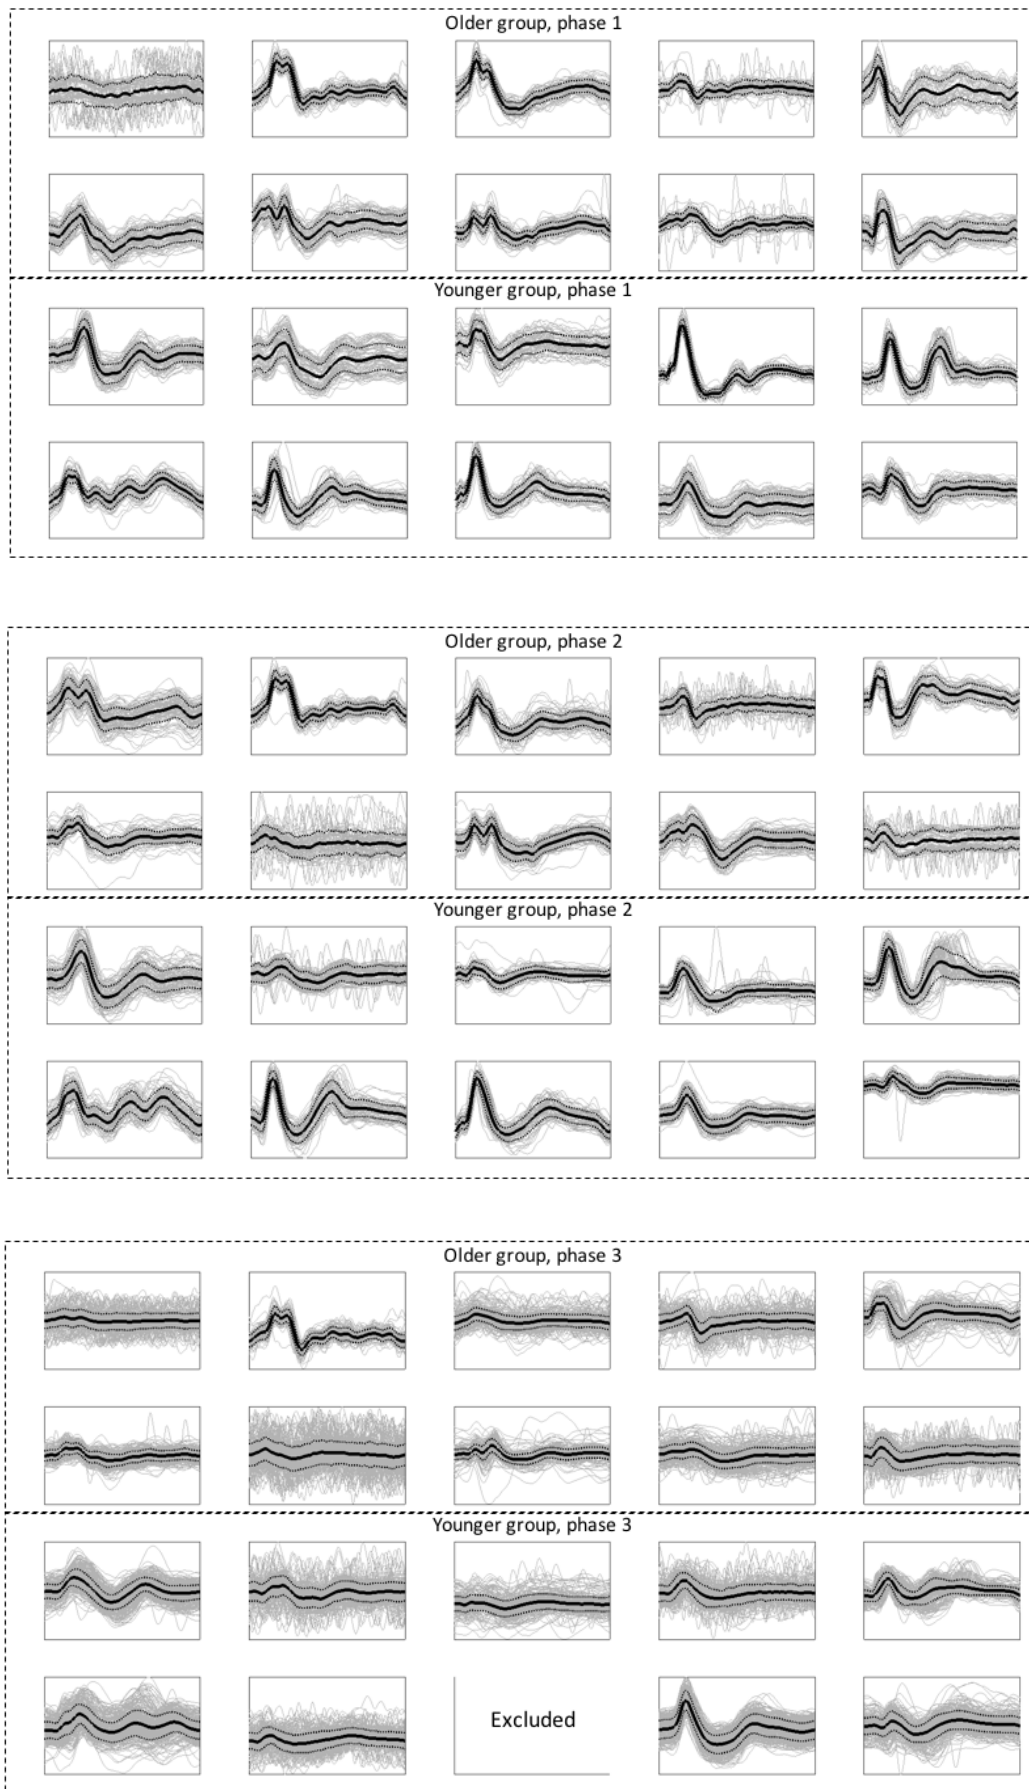 Older group, phase 1
Younger group, phase 1
Older group, phase 2
Younger group, phase 2
Older group, phase 3
Younger group, phase 3
Excluded